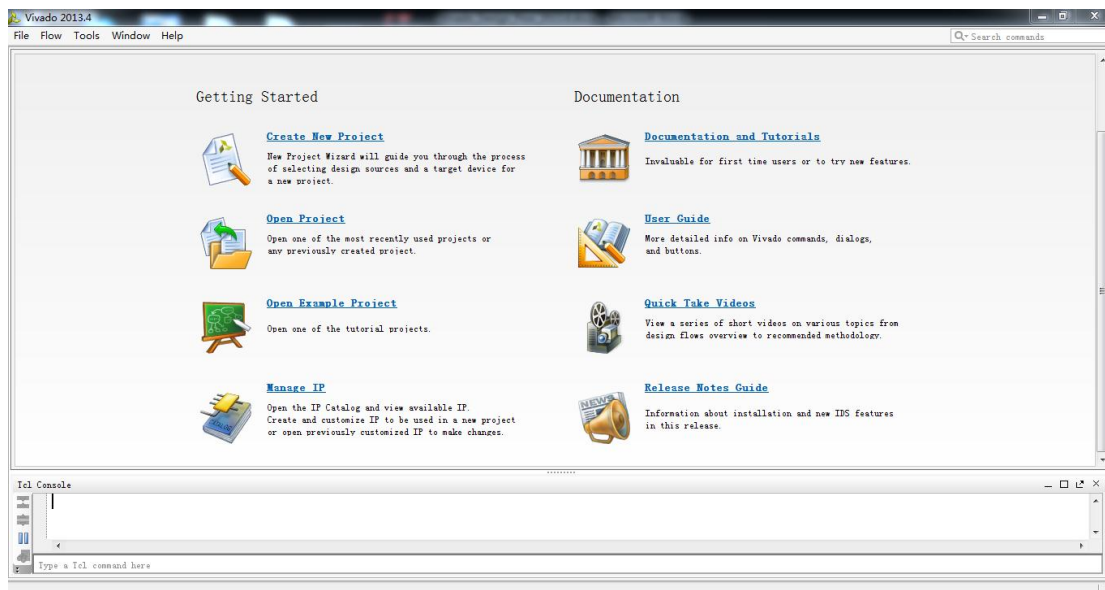 Vivado 2013.4
File Flow Tools Window Help
Search commands
Getting Started
Create New Project
New Project Wizard will guide you through the process
of selecting design sources and a target device for
a new project.
Open Project
Open one of the most recently used projects or
any previously created project.
Open Example Project
Open one of the tutorial projects.
Manage IP
Open the IP Catalog and view available IP.
Create and customize IP to be used in a new project
or open previously customized IP to make changes.
Documentation
Documentation and Tutorials
Invaluable for first time users or to try new features.
User Guide
More detailed info on Vivado commands, dialogs,
and buttons.
Quick Take Videos
View a series of short videos on various topics from
design flows overview to recommended methodology.
NEWS
Release Notes Guide
Information about installation and new IDS features
in this release.
Tcl Console
Type a Tcl command here